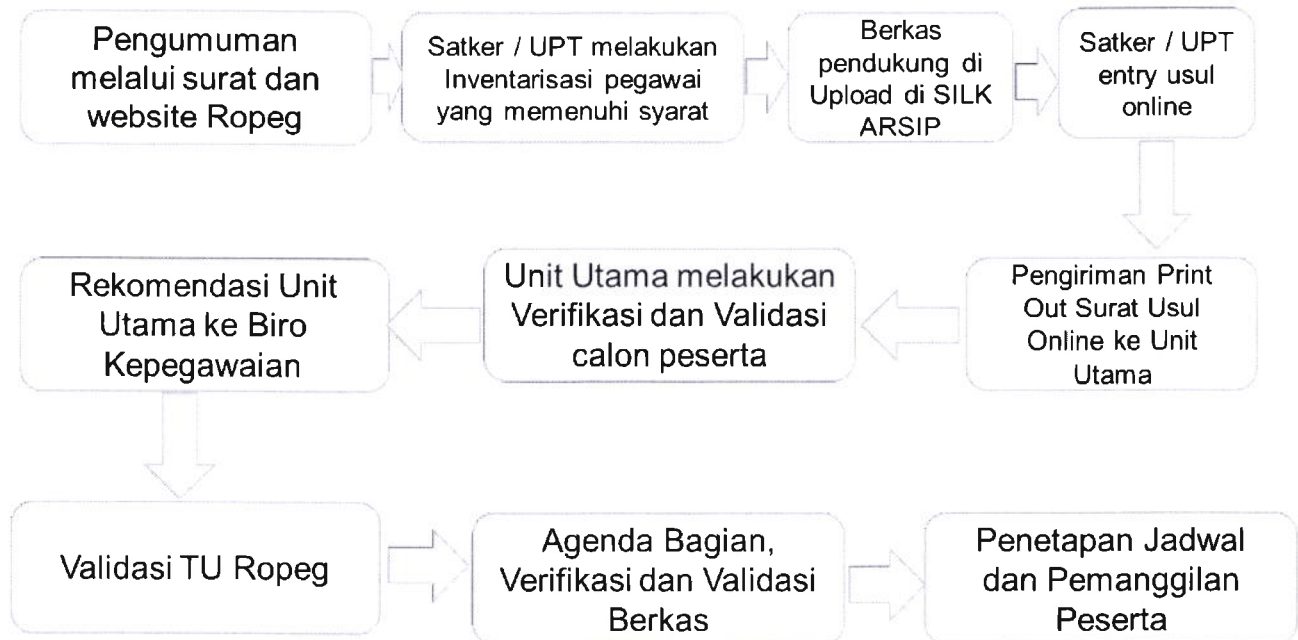 Pengumuman
melalui surat dan
website Ropeg
Satker / UPT melakukan
Inventarisasi pegawai
yang memenuhi syarat
Berkas
pendukung di
Upload di SILK
ARSIP
Satker / UPT
entry usul
online
Pengiriman Print
Out Surat Usul
Online ke Unit
Utama
Unit Utama melakukan
Verifikasi dan Validasi
calon peserta
Rekomendasi Unit
Utama ke Biro
Kepegawaian
Validasi TU Ropeg
Agenda Bagian,
Verifikasi dan Validasi
Berkas
Penetapan Jadwal
dan Pemanggilan
Peserta